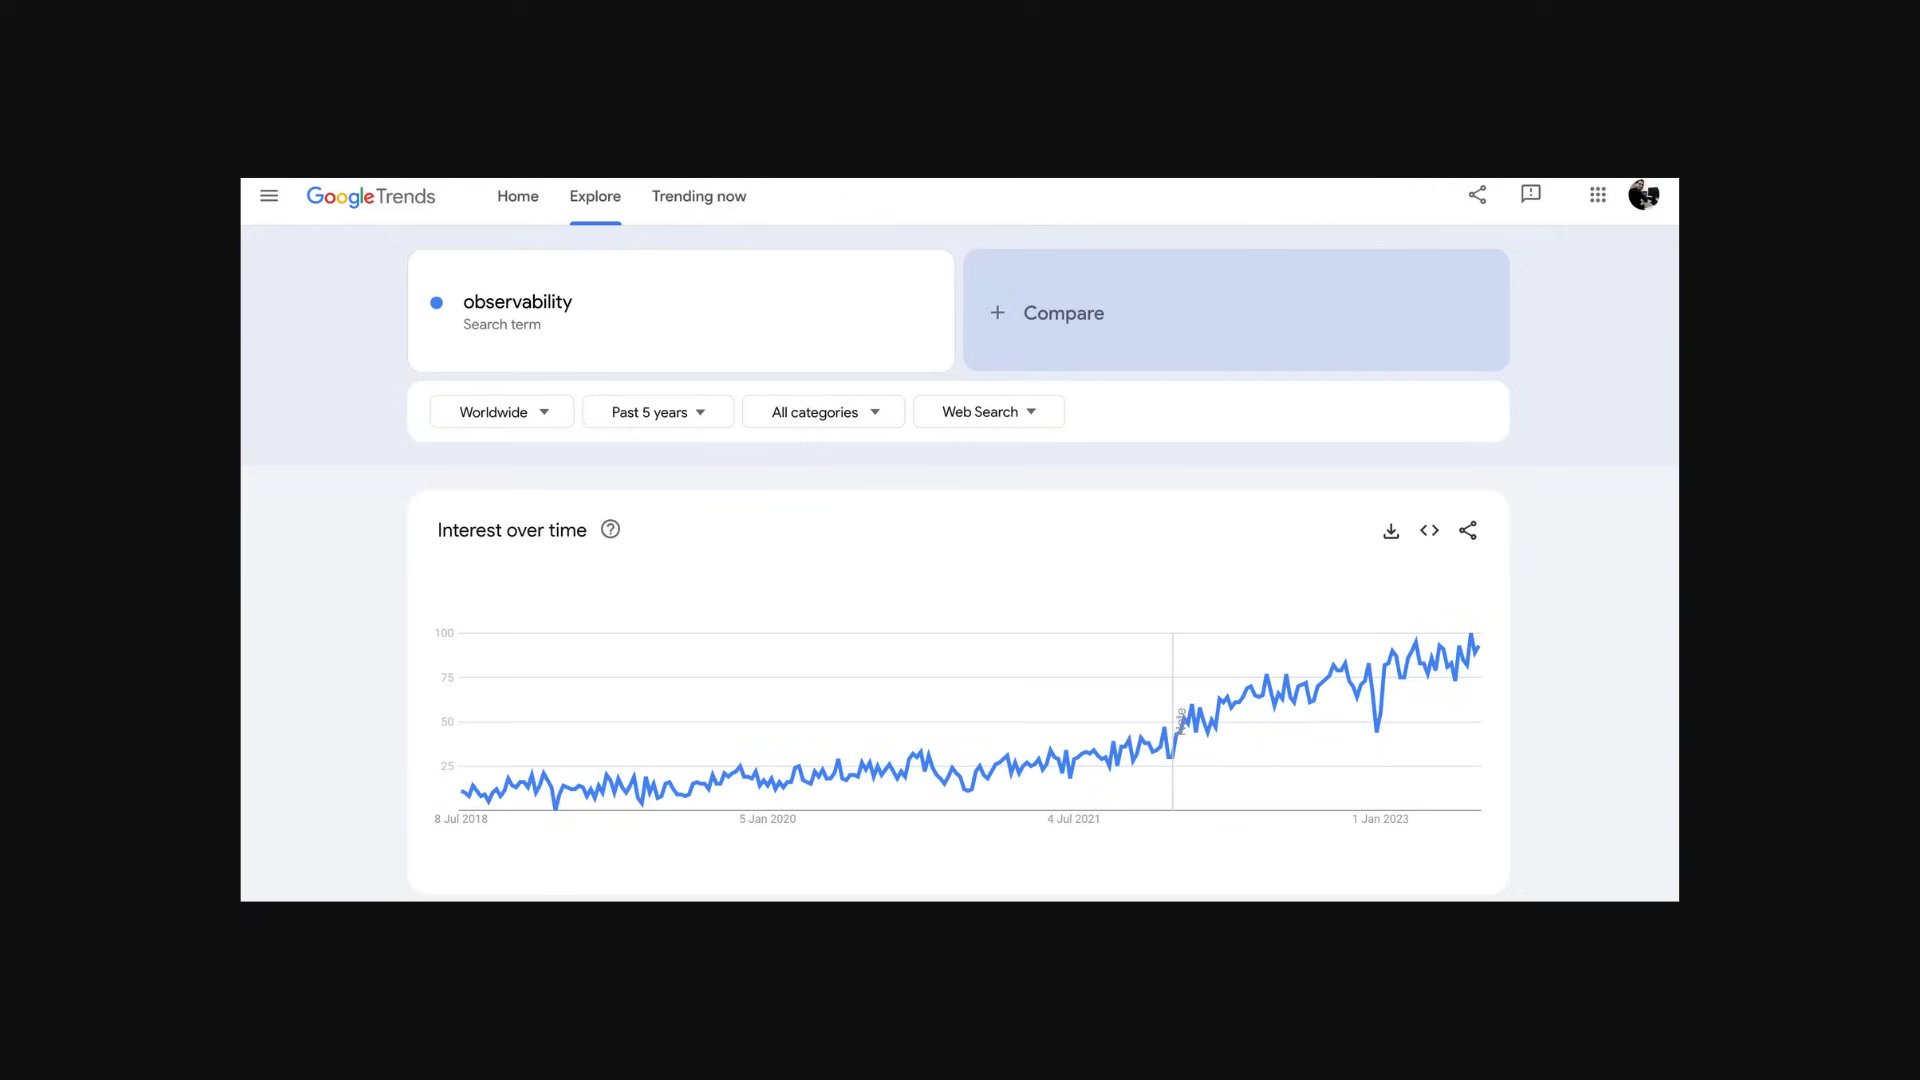 Google Trends
Home
Explore
Trending now
observability
Search term
+ Compare
Worldwide
Past 5 years
All categories
Web Search
Interest over time
100
75
50
25
Note
8 Jul 2018
5 Jan 2020
4 Jul 2021
1 Jan 2023